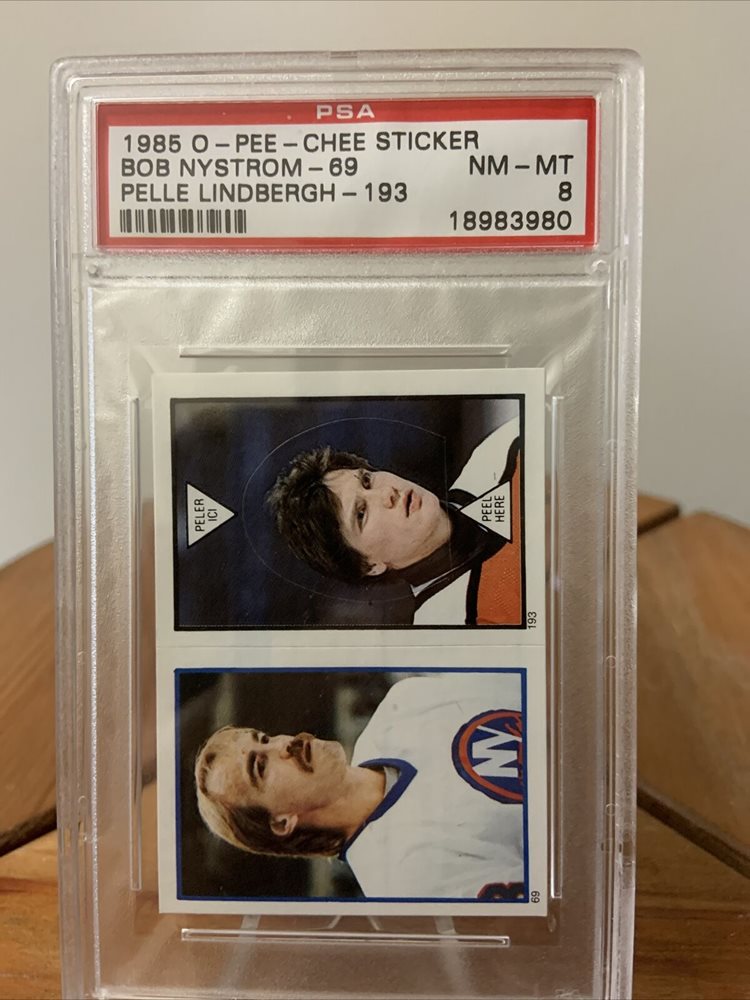 PSA
1985 O-PEE-CHEE STICKER
BOB NYSTROM-69 NM-MT
PELLE LINDBERGH-193 8
18983980
PELER
ICI
PEEL
HERE
193
NY
69